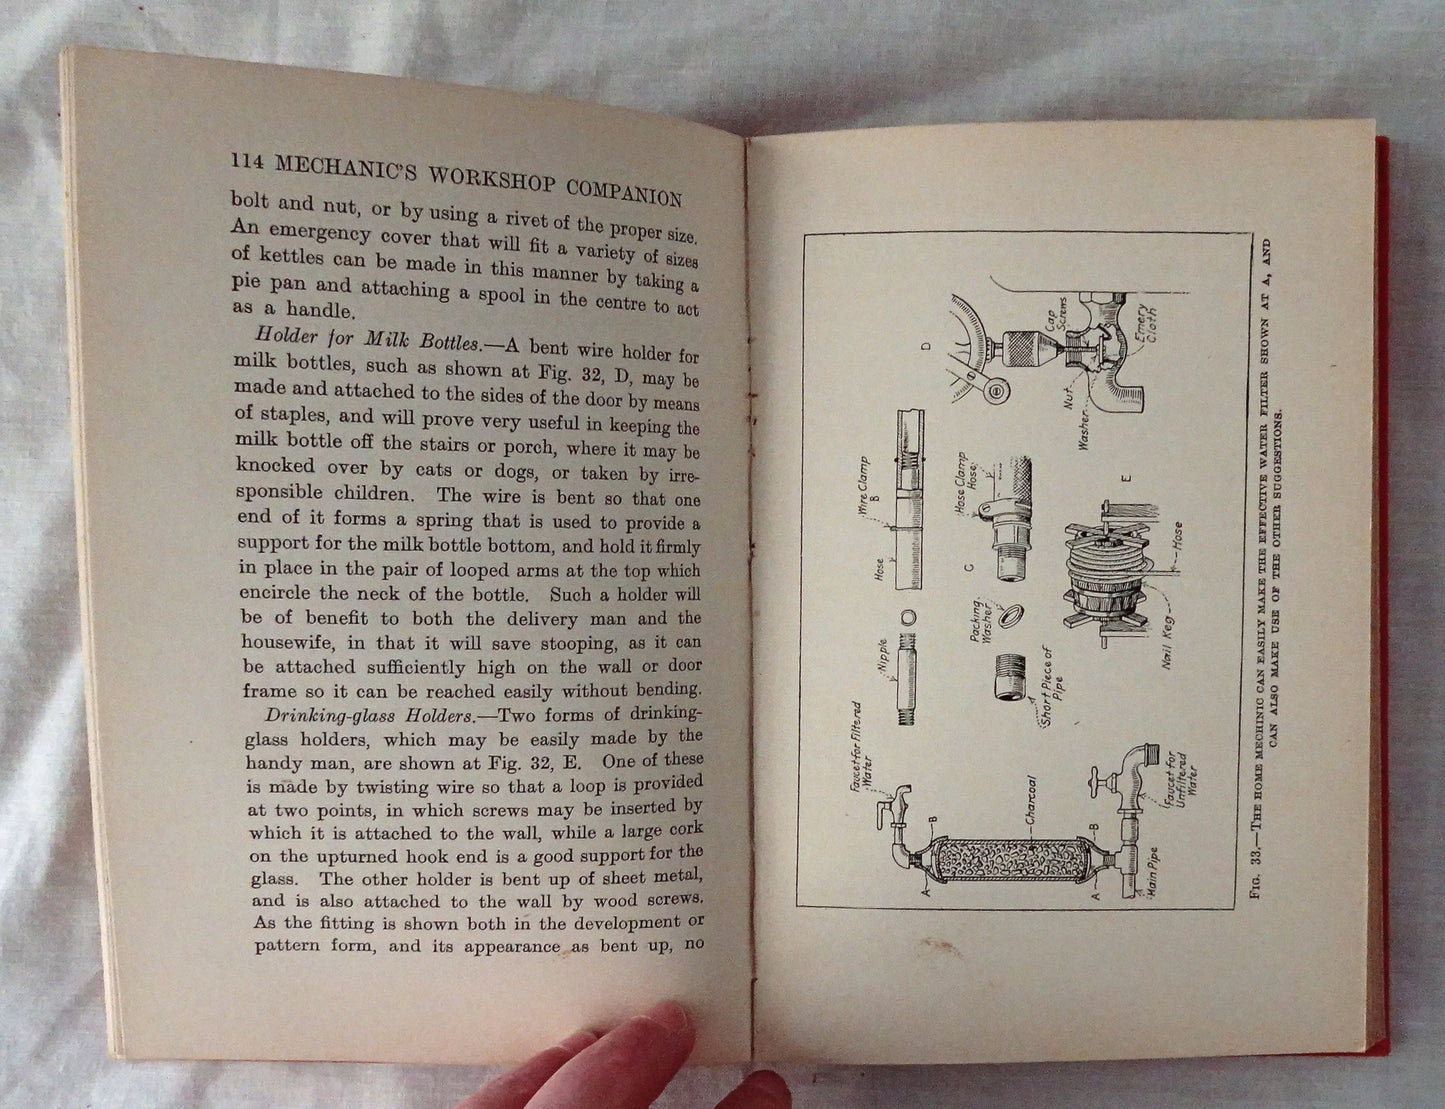 114 MECHANIC'S WORKSHOP COMPANION
bolt and nut, or by using a rivet of the proper size.
An emergency cover that will fit a variety of sizes
of kettles can be made in this manner by taking a
pie pan and attaching a spool in the centre to act
as a handle.
Holder for Milk Bottles.—A bent wire holder for
milk bottles, such as shown at Fig. 32, D, may be
made and attached to the sides of the door by means
of staples, and will prove very useful in keeping the
milk bottle off the stairs or porch, where it may be
knocked over by cats or dogs, or taken by irre-
sponsible children. The wire is bent so that one
end of it forms a spring that is used to provide a
support for the milk bottle bottom, and hold it firmly
in place in the pair of looped arms at the top which
encircle the neck of the bottle. Such a holder will
be of benefit to both the delivery man and the
housewife, in that it will save stooping, as it can
be attached sufficiently high on the wall or door
frame so it can be reached easily without bending.
Drinking-glass Holders.—Two forms of drinking-
glass holders, which may be easily made by the
handy man, are shown at Fig. 32, E. One of these
is made by twisting wire so that a loop is provided
at two points, in which screws may be inserted by
which it is attached to the wall, while a large cork
on the upturned hook end is a good support for the
glass. The other holder is bent up of sheet metal,
and is also attached to the wall by wood screws.
As the fitting is shown both in the development or
pattern form, and its appearance as bent up, no
Faucet for Filtered
Water
B
A
Charcoal
B
A
Main Pipe
Faucet for
Unfiltered
Water
Nipple
Hose
Wire Clamp
B
Short Piece of
Pipe
Packing
Washer
C
Hose Clamp
Hose
D
Cap
Screws
Nut
Washer
Emery
Cloth
E
Nail Keg
Hose
FIG. 33.—THE HOME MECHINIC CAN EASILY MAKE THE EFFECTIVE WATER FILTER SHOWN AT A, AND
CAN ALSO MAKE USE OF THE OTHER SUGGESTIONS.